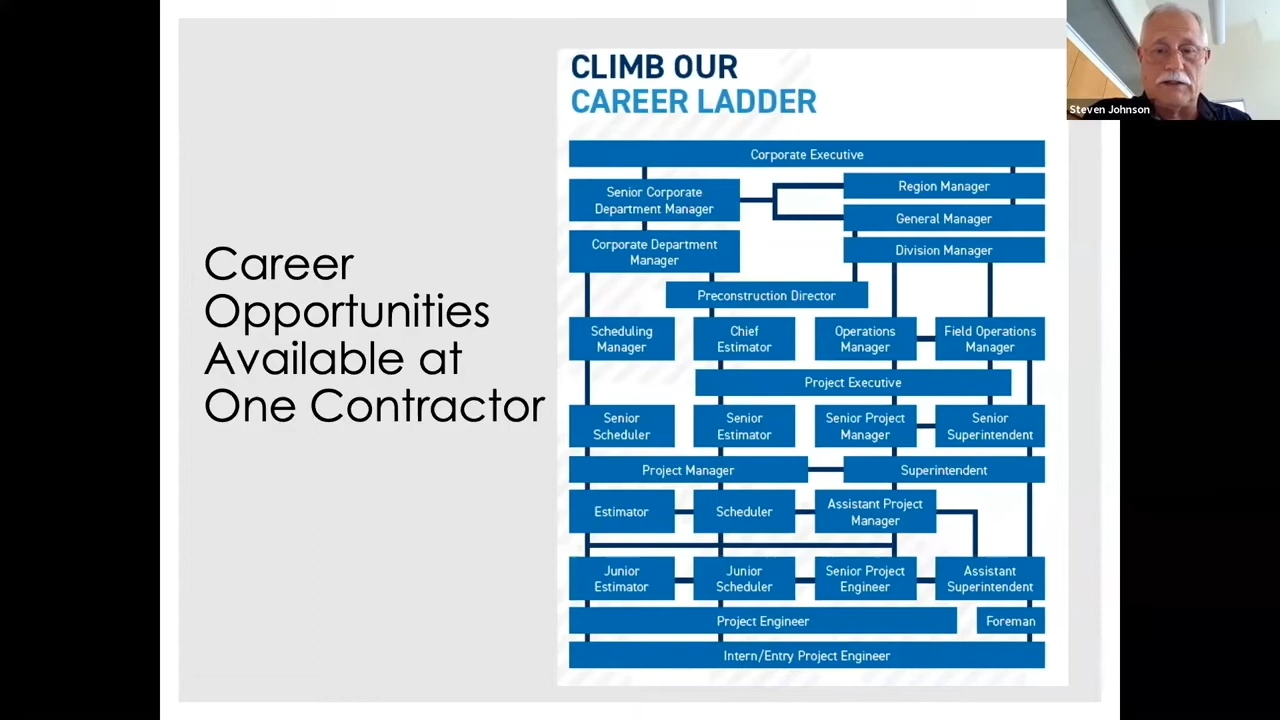 CLIMB OUR
CAREER LADDER
Steven Johnson
Career
Opportunities
Available at
One Contractor
Corporate Executive
Senior Corporate
Department Manager
Region Manager
General Manager
Corporate Department
Manager
Division Manager
Preconstruction Director
Scheduling
Manager
Chief
Estimator
Operations
Manager
Field Operations
Manager
Project Executive
Senior
Scheduler
Senior
Estimator
Senior Project
Manager
Senior
Superintendent
Project Manager
Superintendent
Estimator
Scheduler
Assistant Project
Manager
Junior
Estimator
Junior
Scheduler
Senior Project
Engineer
Assistant
Superintendent
Project Engineer
Foreman
Intern/Entry Project Engineer